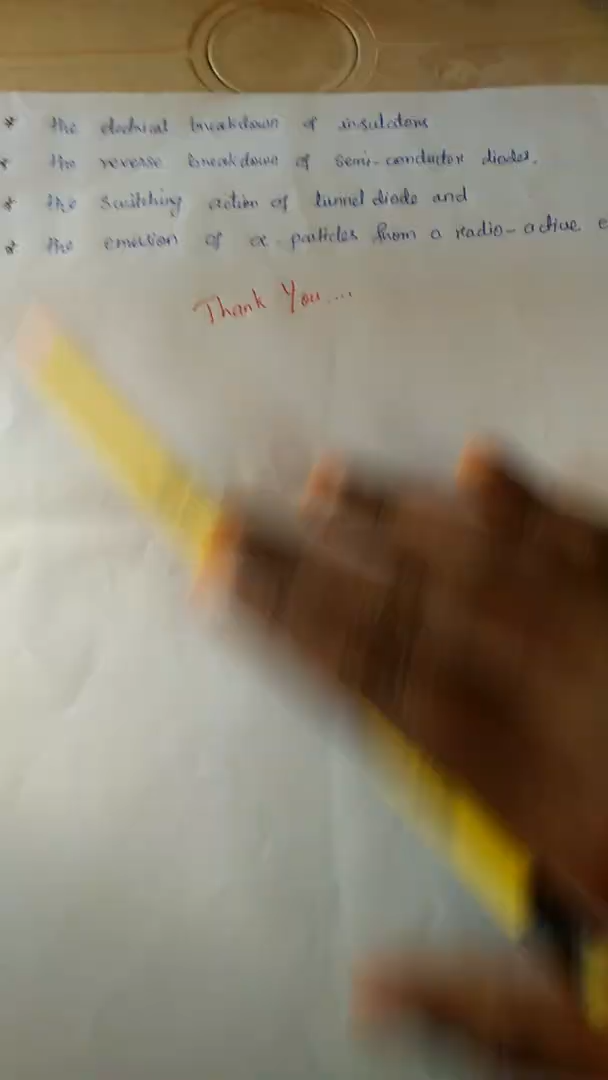 * the electrical breakdown of insulators
* the reverse breakdown of semi-conductor diodes.
* the switching action of tunnel diode and
* the emission of α-particles from a radio-active e
Thank You....